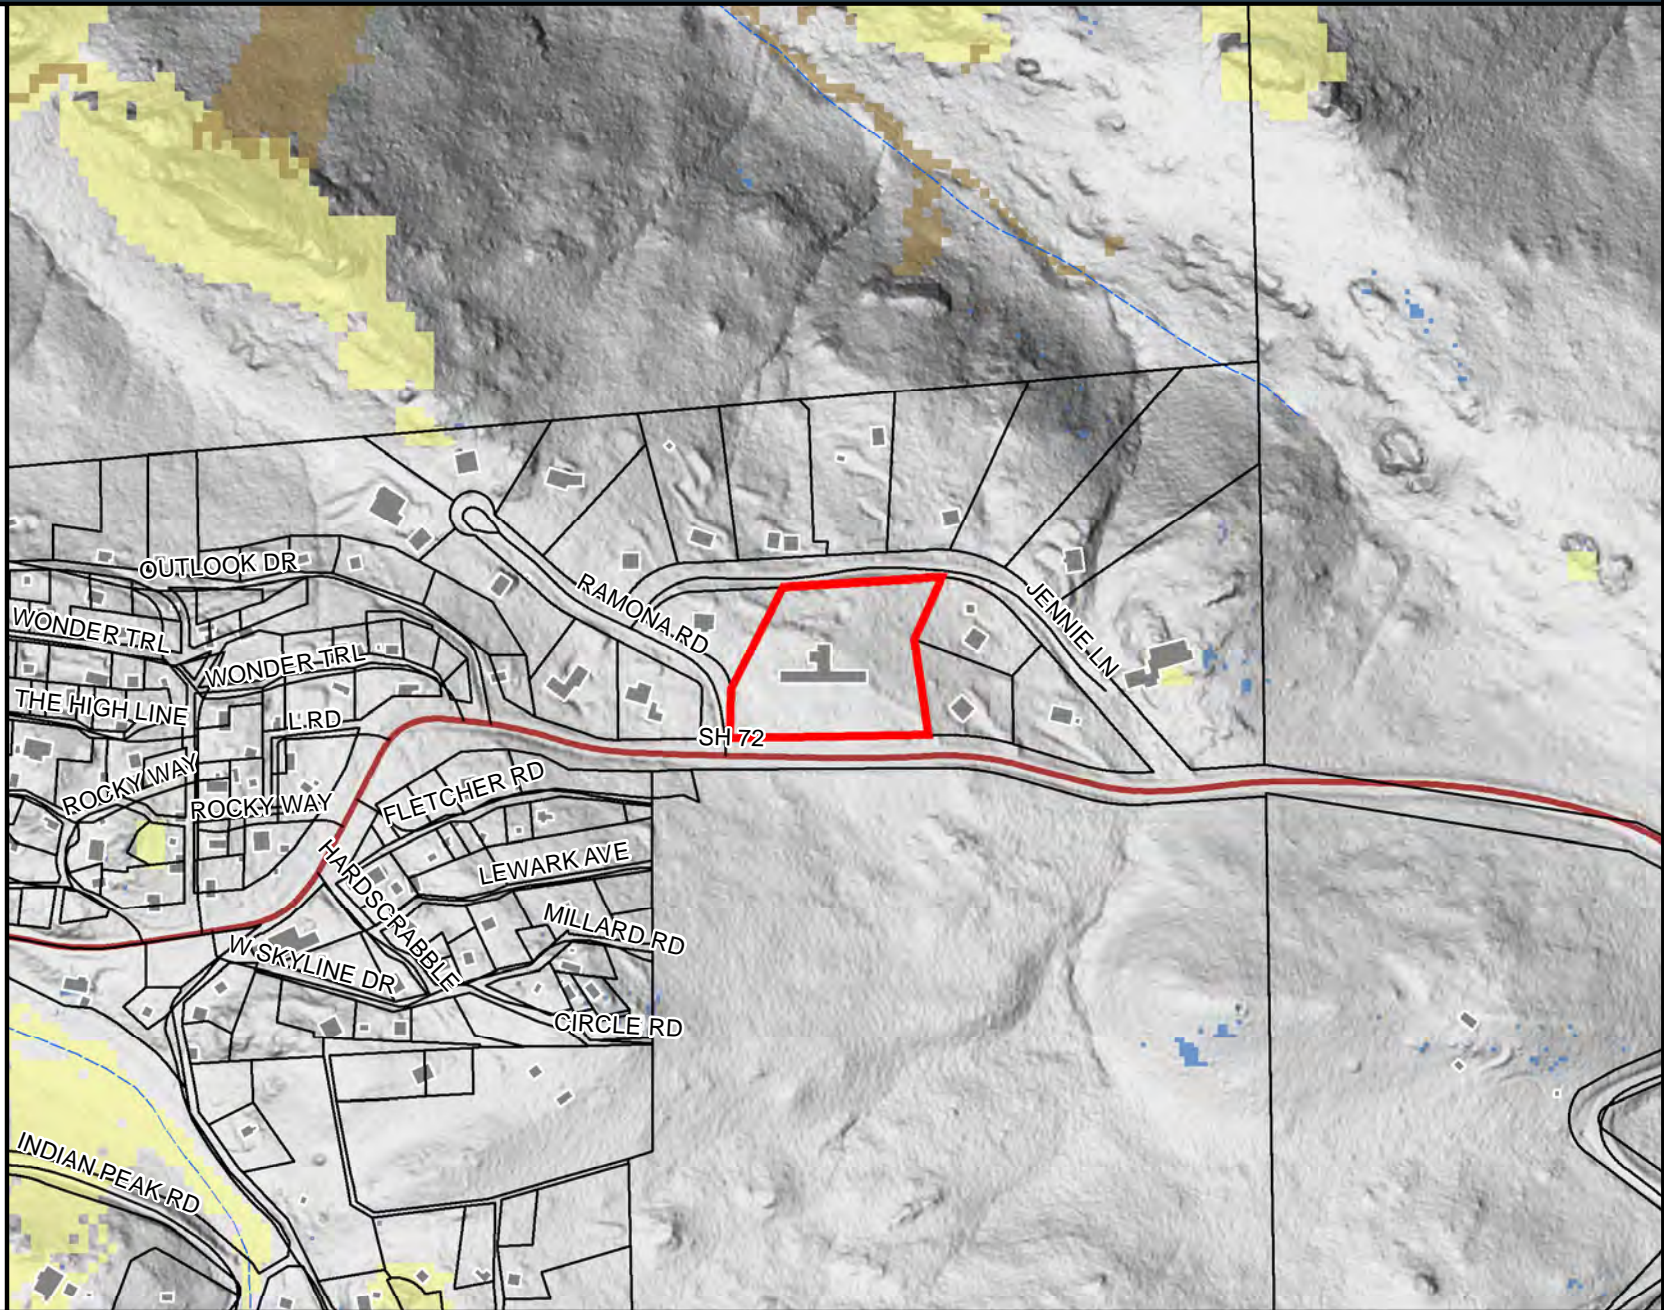 OUTLOOK DR
RAMONA RD
JENNIE LN
WONDER TRL
WONDER TRL
THE HIGH LINE
L RD
SH 72
ROCKY WAY
ROCKY WAY
FLETCHER RD
HARDSCRABBLE
LEWARK AVE
MILLARD RD
W SKYLINE DR
CIRCLE RD
INDIAN PEAK RD